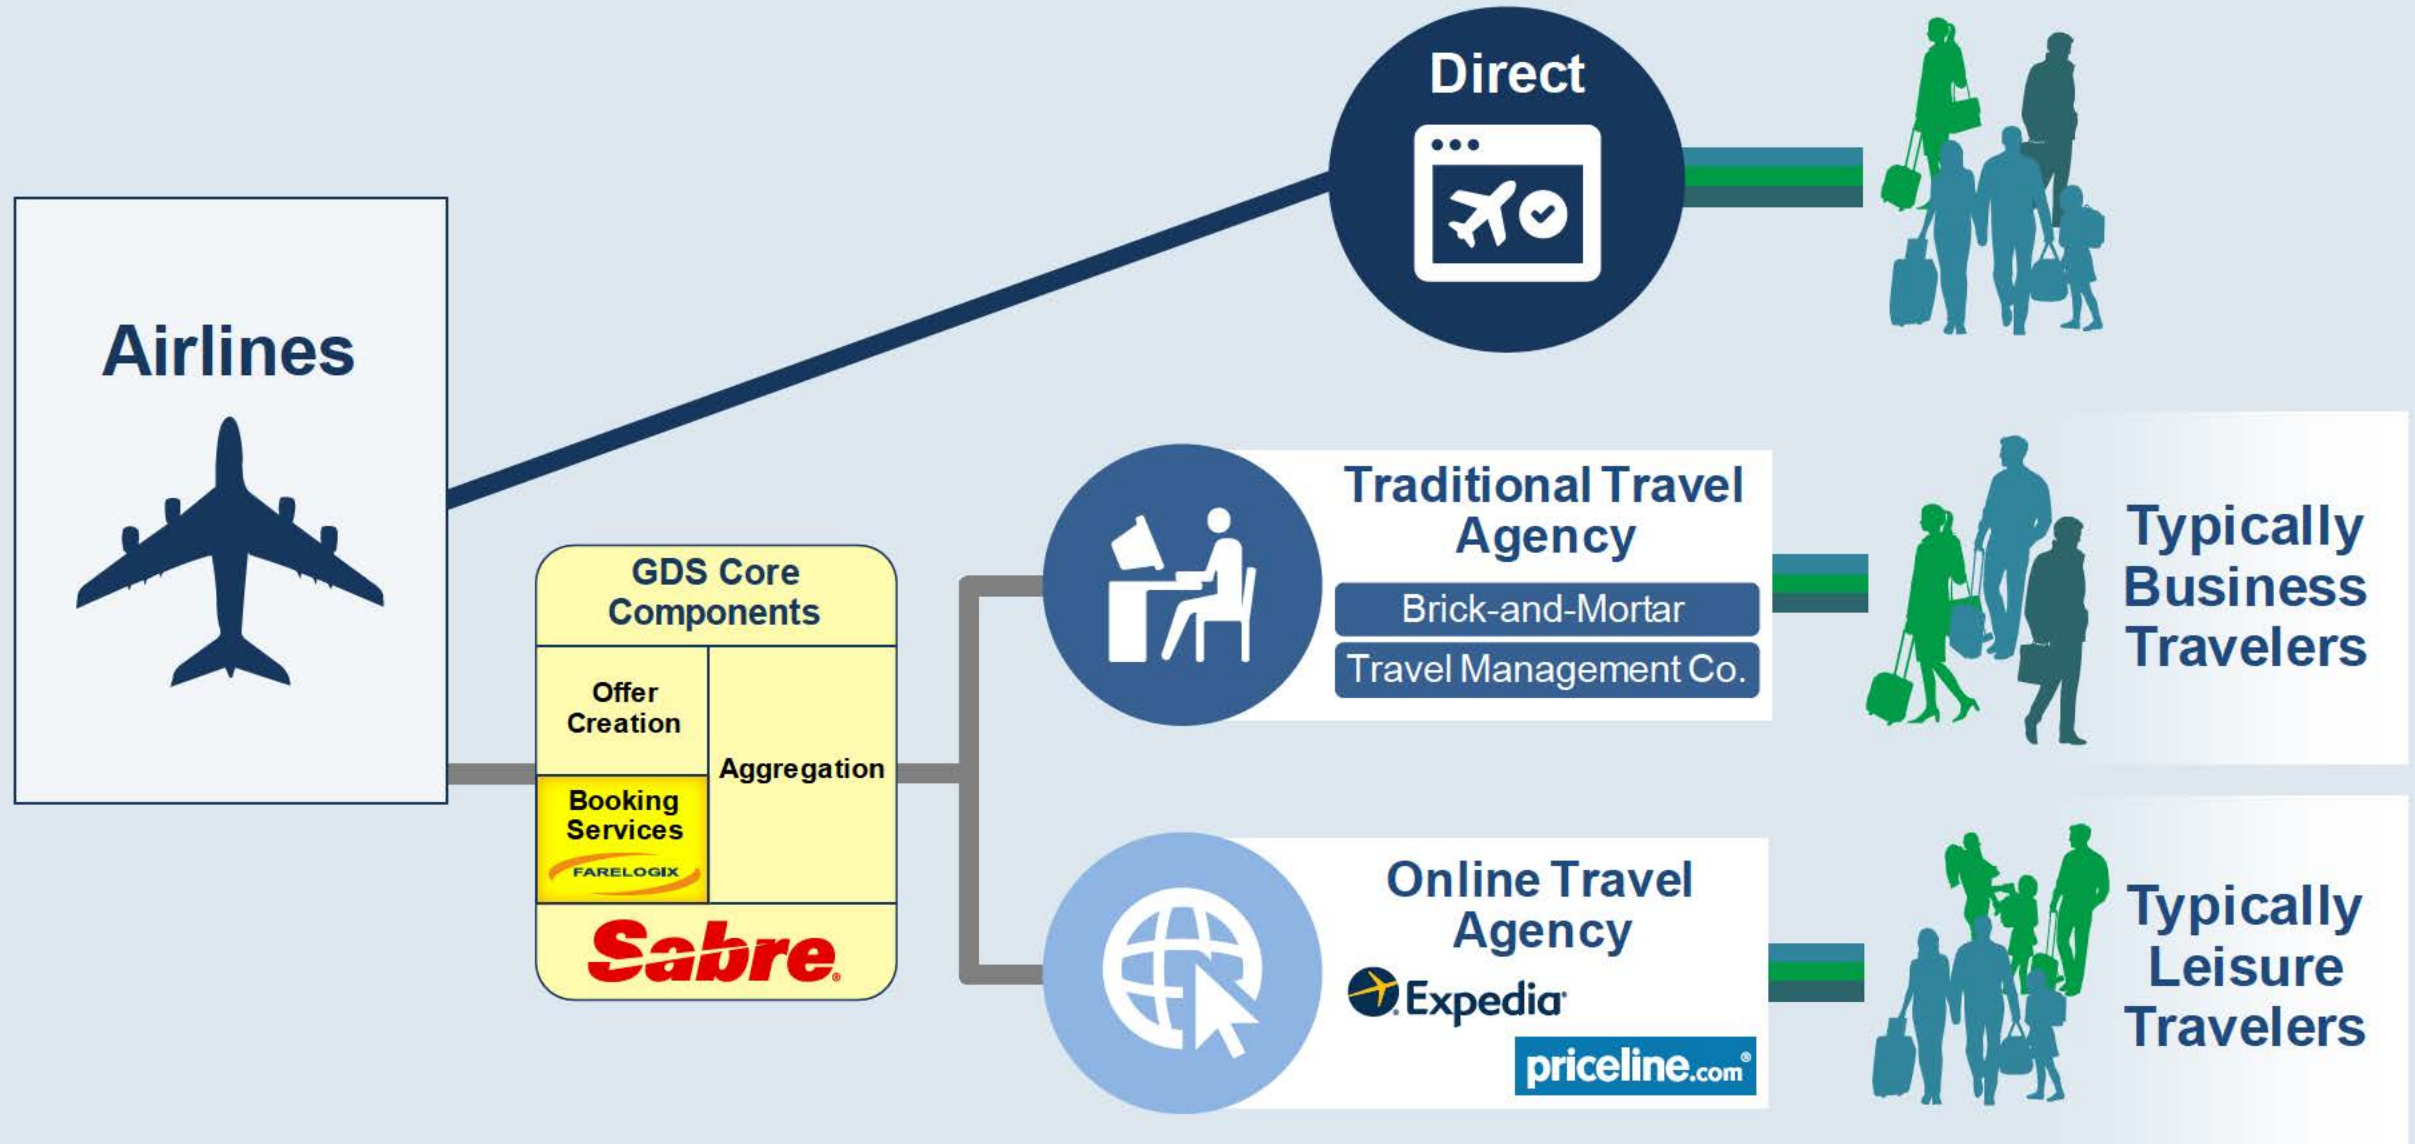 Direct
Airlines
GDS Core
Components
Offer
Creation
Aggregation
Booking
Services
FARELOGIX
Sabre®
Traditional Travel
Agency
Brick-and-Mortar
Travel Management Co.
Typically
Business
Travelers
Online Travel
Agency
Expedia®
priceline.com®
Typically
Leisure
Travelers